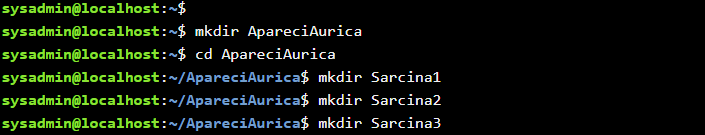 sysadmin@localhost:~$
sysadmin@localhost:~$ mkdir ApareciAurica
sysadmin@localhost:~$ cd ApareciAurica
sysadmin@localhost:~/ApareciAurica$ mkdir Sarcina1
sysadmin@localhost:~/ApareciAurica$ mkdir Sarcina2
sysadmin@localhost:~/ApareciAurica$ mkdir Sarcina3